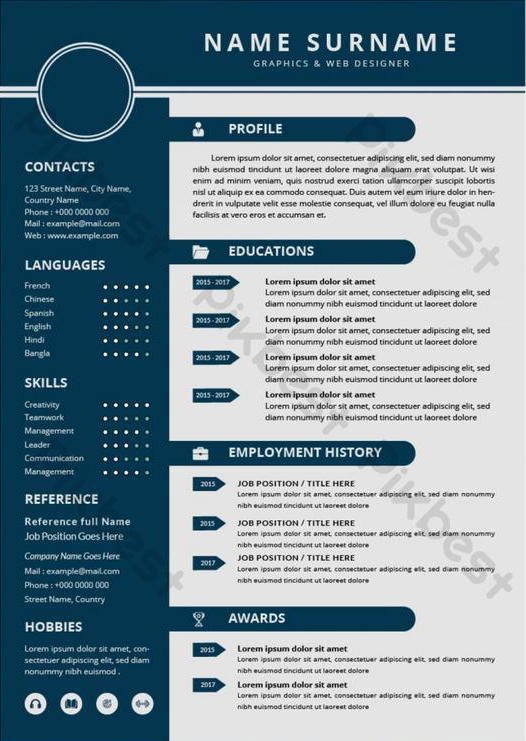 NAME SURNAME
GRAPHICS & WEB DESIGNER
CONTACTS
123 Street Name, City Name,
Country Name
Phone : +000 0000 000
Mail : example@mail.com
Web : www.example.com
LANGUAGES
French
Chinese
Spanish
English
Hindi
Bangla
SKILLS
Creativity
Teamwork
Management
Leader
Communication
Management
REFERENCE
Reference full Name
Job Position Goes Here
Company Name Goes Here
Mail : example@mail.com
Phone : +000 0000 000
Street Name, Country
HOBBIES
Lorem ipsum dolor sit amet, con-
sectetuer adipiscing elit, sed diam
nonummy .
PROFILE
Lorem ipsum dolor sit amet, consectetuer adipiscing elit, sed diam nonummy
nibh euismod tincidunt ut laoreet dolore magna aliquam erat volutpat. Ut wisi
enim ad minim veniam, quis nostrud exerci tation ullamcorper suscipit lobortis
nisl ut aliquip ex ea commodo consequat. Duis autem vel eum iriure dolor in hen-
drerit in vulputate velit esse molestie consequat, vel illum dolore eu feugiat nulla
facilisis at vero eros et accumsan et.
EDUCATIONS
2015 - 2017
Lorem ipsum dolor sit amet
Lorem ipsum dolor sit amet, consectetuer adipiscing elit, sed
diam nonummy nibh euismod tincidunt ut laoreet dolore
2015 - 2017
Lorem ipsum dolor sit amet
Lorem ipsum dolor sit amet, consectetuer adipiscing elit, sed
diam nonummy nibh euismod tincidunt ut laoreet dolore
2015 - 2017
Lorem ipsum dolor sit amet
Lorem ipsum dolor sit amet, consectetuer adipiscing elit, sed
diam nonummy nibh euismod tincidunt ut laoreet dolore
2015 - 2017
Lorem ipsum dolor sit amet
Lorem ipsum dolor sit amet, consectetuer adipiscing elit, sed
diam nonummy nibh euismod tincidunt ut laoreet dolore
EMPLOYMENT HISTORY
2015
JOB POSITION / TITLE HERE
Lorem ipsum dolor sit amet, consectetuer adipiscing elit, sed diam nonummy
nibh euismod tincidunt ut laoreet dolore
2015
JOB POSITION / TITLE HERE
Lorem ipsum dolor sit amet, consectetuer adipiscing elit, sed diam nonummy
nibh euismod tincidunt ut laoreet dolore
2017
JOB POSITION / TITLE HERE
Lorem ipsum dolor sit amet, consectetuer adipiscing elit, sed diam nonummy
nibh euismod tincidunt ut laoreet dolore
AWARDS
2015
Lorem ipsum dolor sit amet
Lorem ipsum dolor sit amet, consectetuer adipiscing elit, sed diam nonummy
nibh euismod tincidunt ut laoreet dolore
2017
Lorem ipsum dolor sit amet
Lorem ipsum dolor sit amet, consectetuer adipiscing elit, sed diam nonummy
nibh euismod tincidunt ut laoreet dolore
pikbest
pikbest
pikbest
pikbest
pikbest